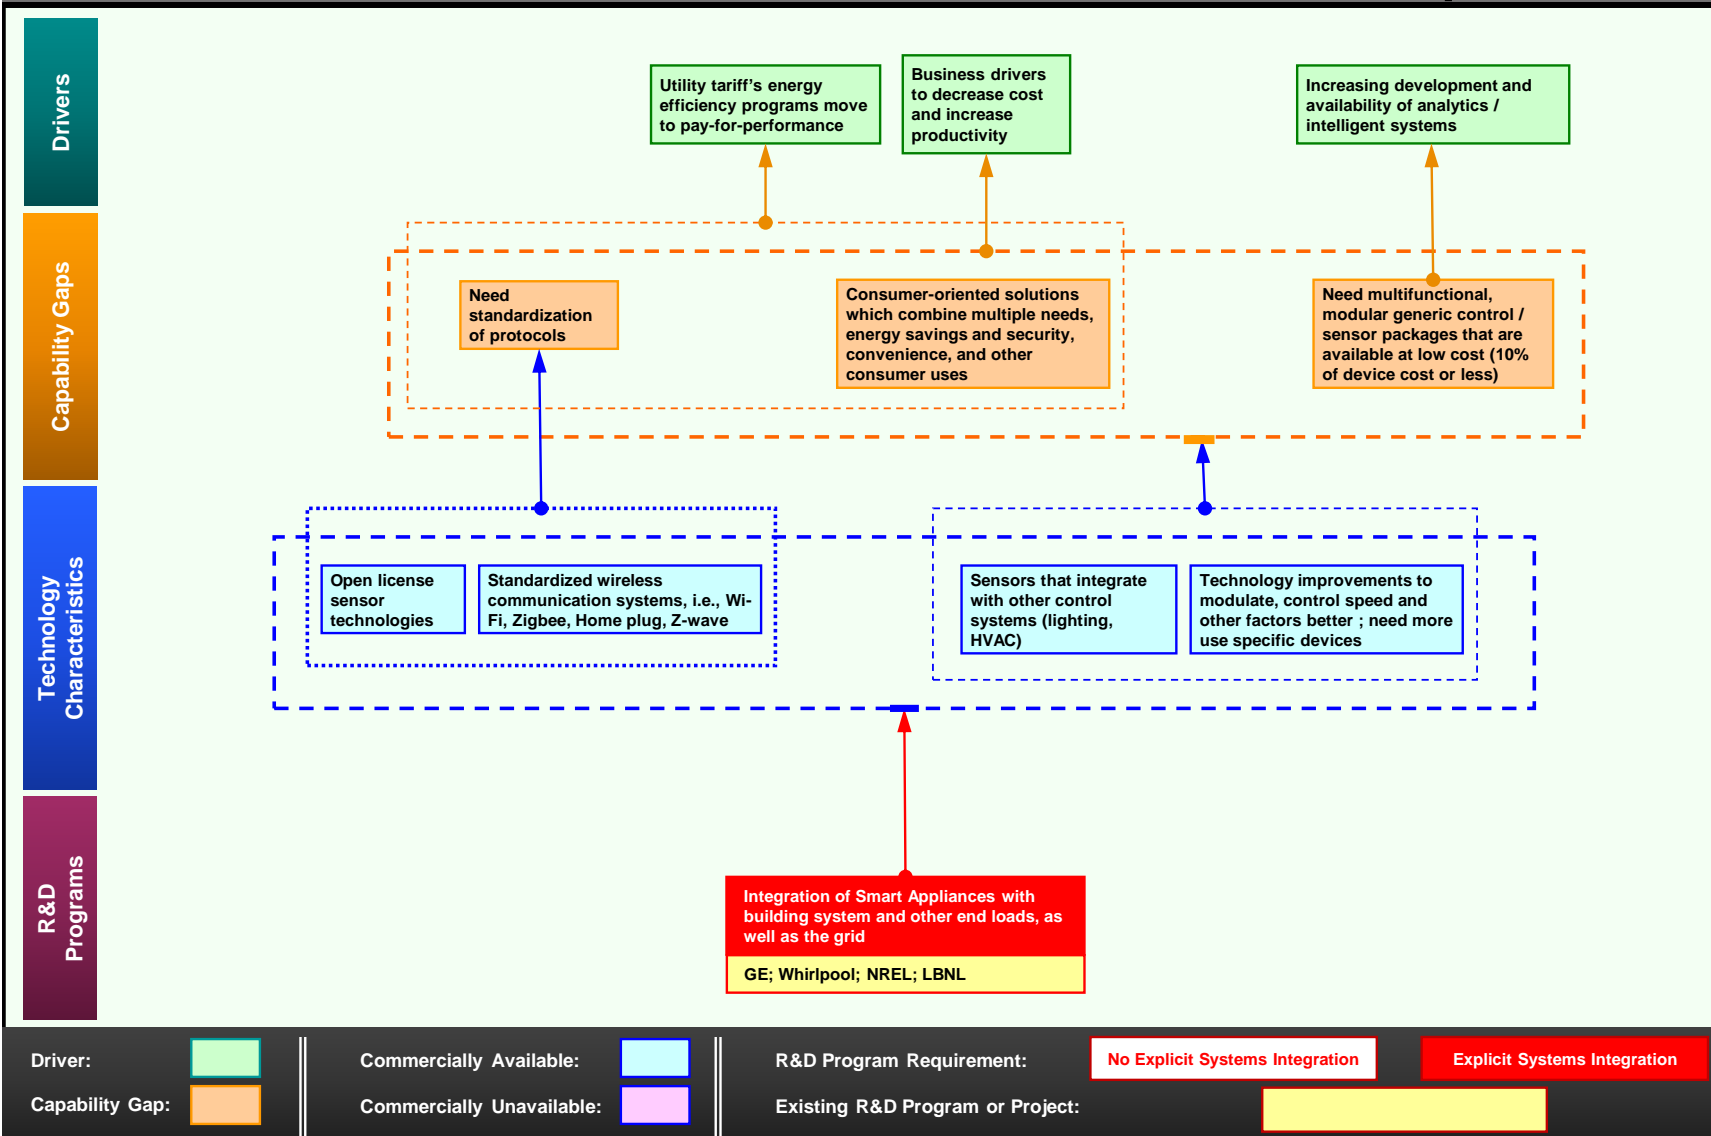 Drivers
Utility tariff's energy
efficiency programs move
to pay-for-performance
Business drivers
to decrease cost
and increase
productivity
Increasing development and
availability of analytics /
intelligent systems
Capability Gaps
Need
standardization
of protocols
Consumer-oriented solutions
which combine multiple needs,
energy savings and security,
convenience, and other
consumer uses
Need multifunctional,
modular generic control /
sensor packages that are
available at low cost (10%
of device cost or less)
Technology
Characteristics
Open license
sensor
technologies
Standardized wireless
communication systems, i.e., Wi-
Fi, Zigbee, Home plug, Z-wave
Sensors that integrate
with other control
systems (lighting,
HVAC)
Technology improvements to
modulate, control speed and
other factors better ; need more
use specific devices
R&D
Programs
Integration of Smart Appliances with
building system and other end loads, as
well as the grid
GE; Whirlpool; NREL; LBNL
Driver:
Capability Gap:
Commercially Available:
Commercially Unavailable:
R&D Program Requirement:
No Explicit Systems Integration
Explicit Systems Integration
Existing R&D Program or Project: